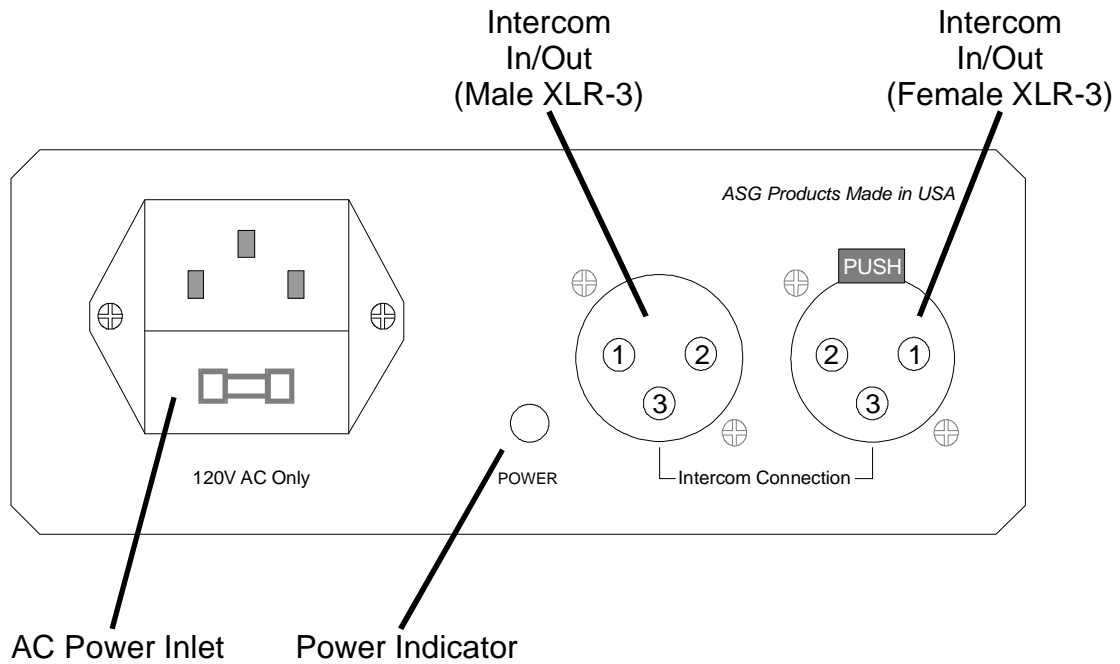 Intercom
In/Out
(Male XLR-3)
Intercom
In/Out
(Female XLR-3)
ASG Products Made in USA
PUSH
1
2
3
2
1
3
120V AC Only
POWER
Intercom Connection
AC Power Inlet
Power Indicator